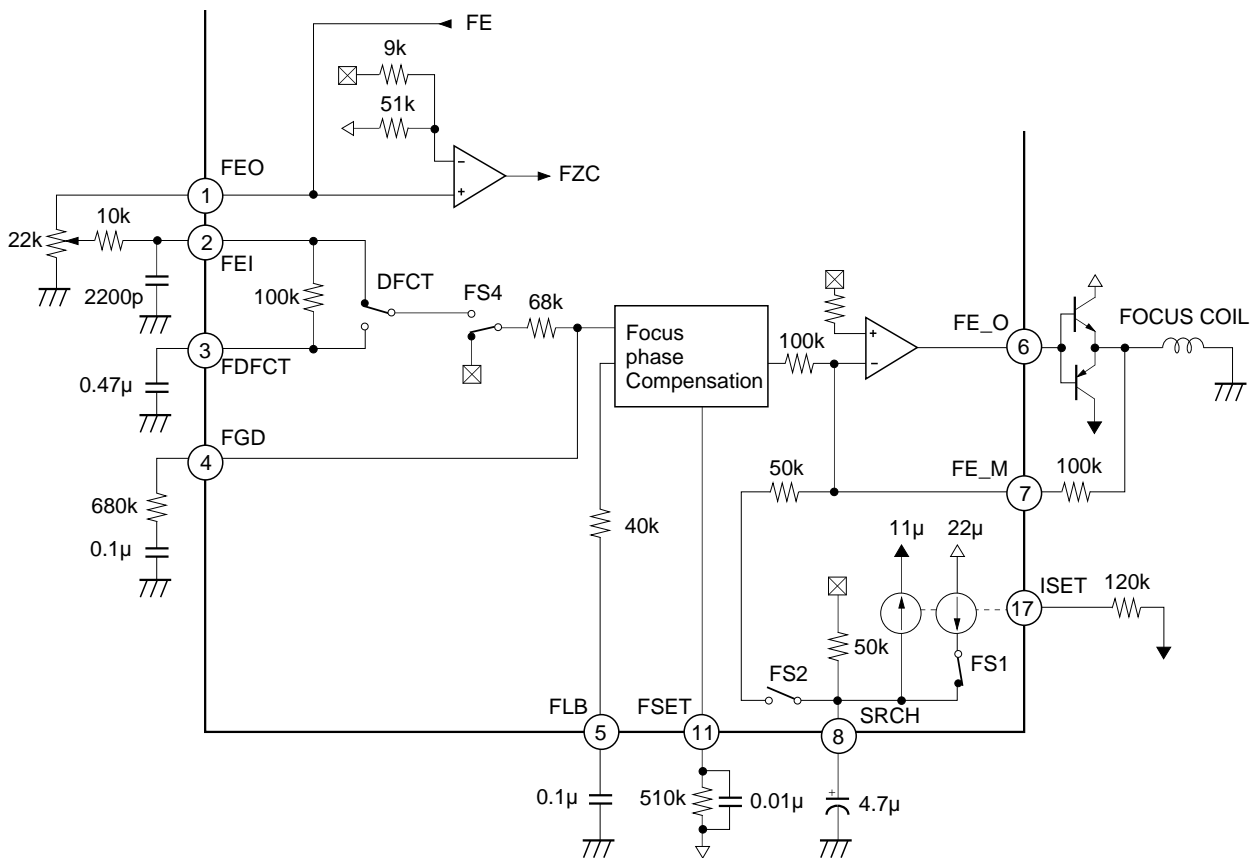 FE
9k
51k
FEO
FZC
1
10k
22k
2
FEI
2200p
100k
DFCT
FS4
68k
Focus
phase
Compensation
100k
+
−
FE_O
6
FOCUS COIL
3
FDFCT
0.47µ
FGD
4
680k
0.1µ
50k
FE_M
7
100k
40k
11µ
22µ
ISET
17
120k
50k
FS1
FS2
FLB
FSET
SRCH
5
11
8
0.1µ
510k
0.01µ
+
4.7µ
−
+